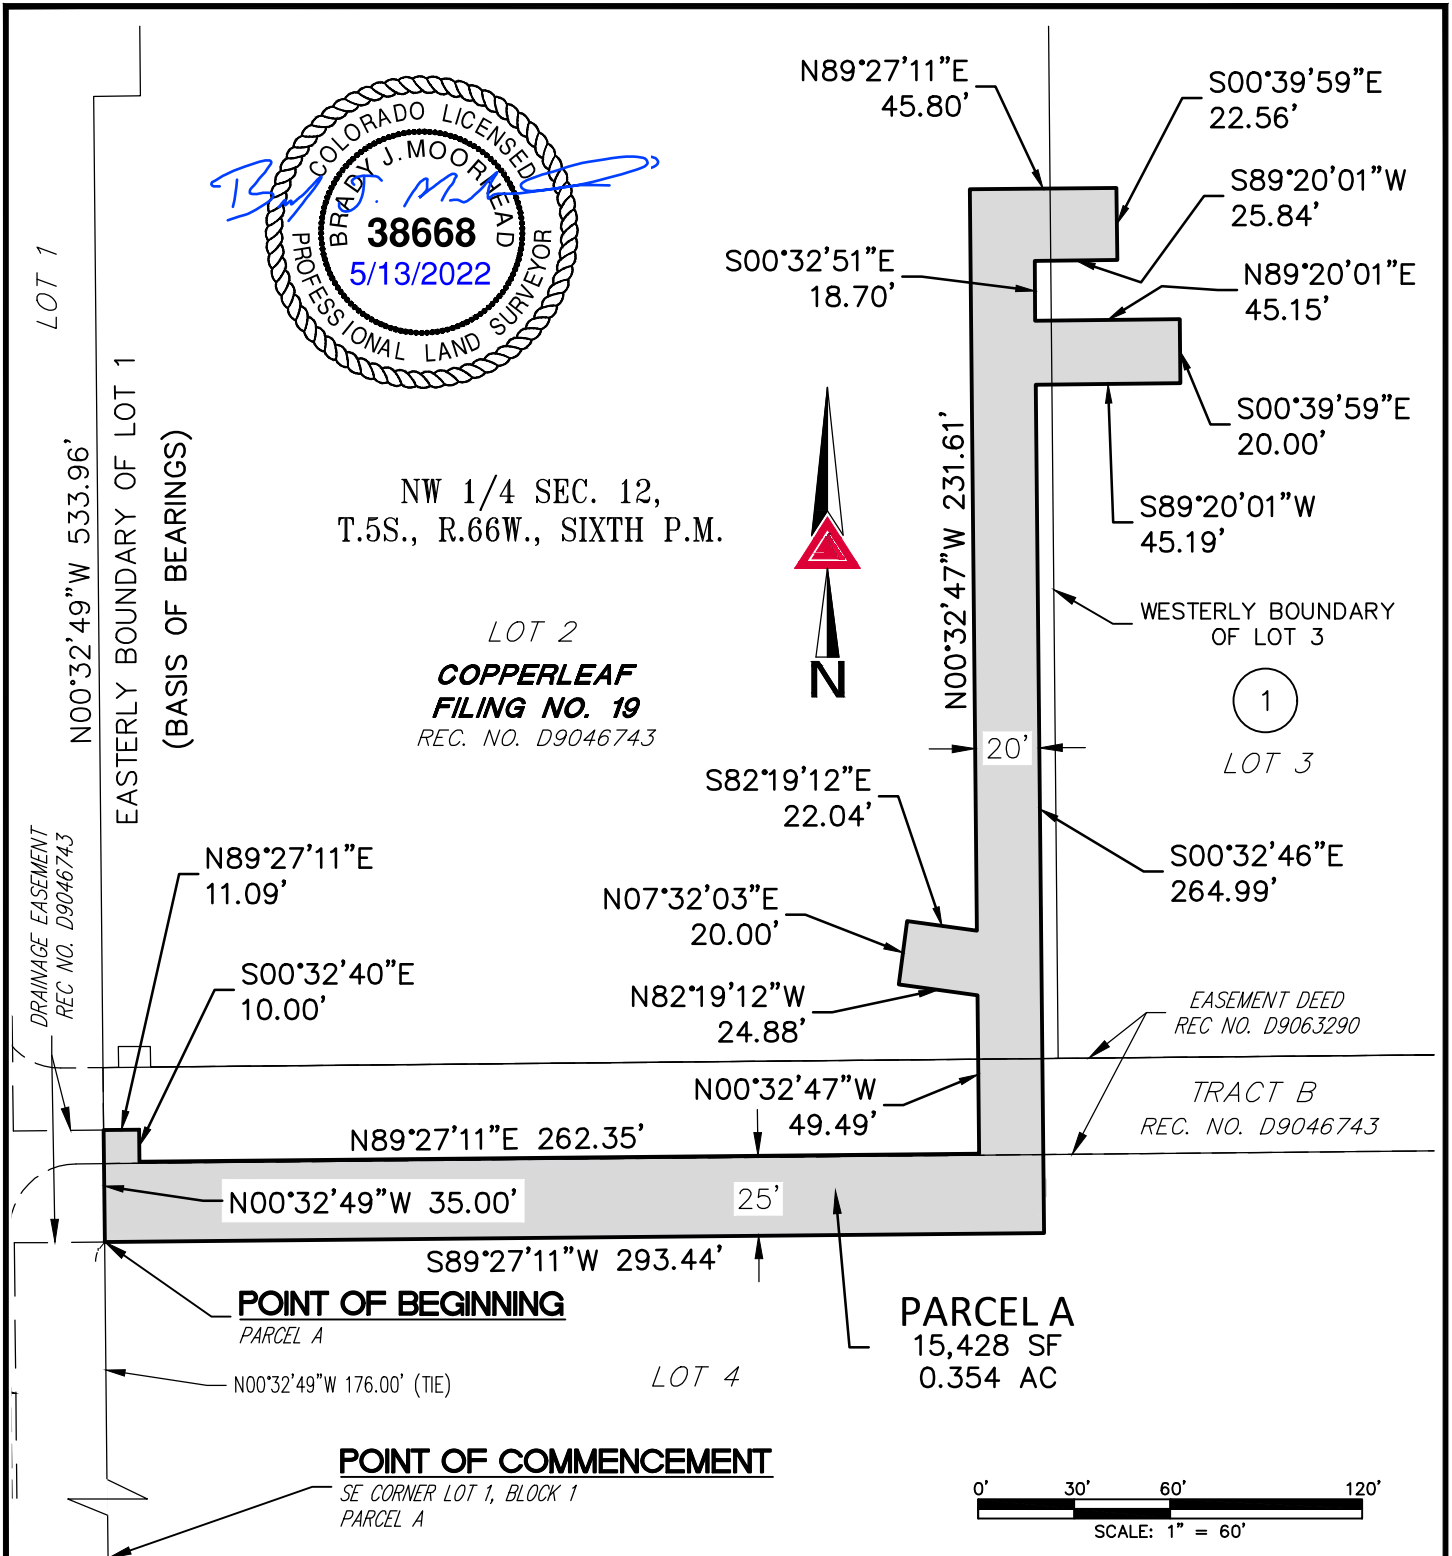 N89°27'11"E
45.80'
S00°39'59"E
22.56'
S89°20'01"W
25.84'
S00°32'51"E
18.70'
N89°20'01"E
45.15'
S00°39'59"E
20.00'
S89°20'01"W
45.19'
COLORADO LICENSED
BRADY J. MOORHEAD
38668
5/13/2022
PROFESSIONAL LAND SURVEYOR
LOT 1
N00°32'49"W 533.96'
EASTERLY BOUNDARY OF LOT 1
(BASIS OF BEARINGS)
NW 1/4 SEC. 12,
T.5S., R.66W., SIXTH P.M.
N00°32'47"W 231.61'
N
LOT 2
COPPERLEAF
FILING NO. 19
REC. NO. D9046743
WESTERLY BOUNDARY
OF LOT 3
1
LOT 3
20'
S82°19'12"E
22.04'
S00°32'46"E
264.99'
N07°32'03"E
20.00'
N82°19'12"W
24.88'
N89°27'11"E
11.09'
S00°32'40"E
10.00'
DRAINAGE EASEMENT
REC NO. D9046743
EASEMENT DEED
REC NO. D9063290
N00°32'47"W
49.49'
TRACT B
REC. NO. D9046743
N89°27'11"E 262.35'
N00°32'49"W 35.00'
25'
S89°27'11"W 293.44'
POINT OF BEGINNING
PARCEL A
PARCEL A
15,428 SF
0.354 AC
N00°32'49"W 176.00' (TIE)
LOT 4
POINT OF COMMENCEMENT
SE CORNER LOT 1, BLOCK 1
PARCEL A
0' 30' 60' 120'
SCALE: 1" = 60'